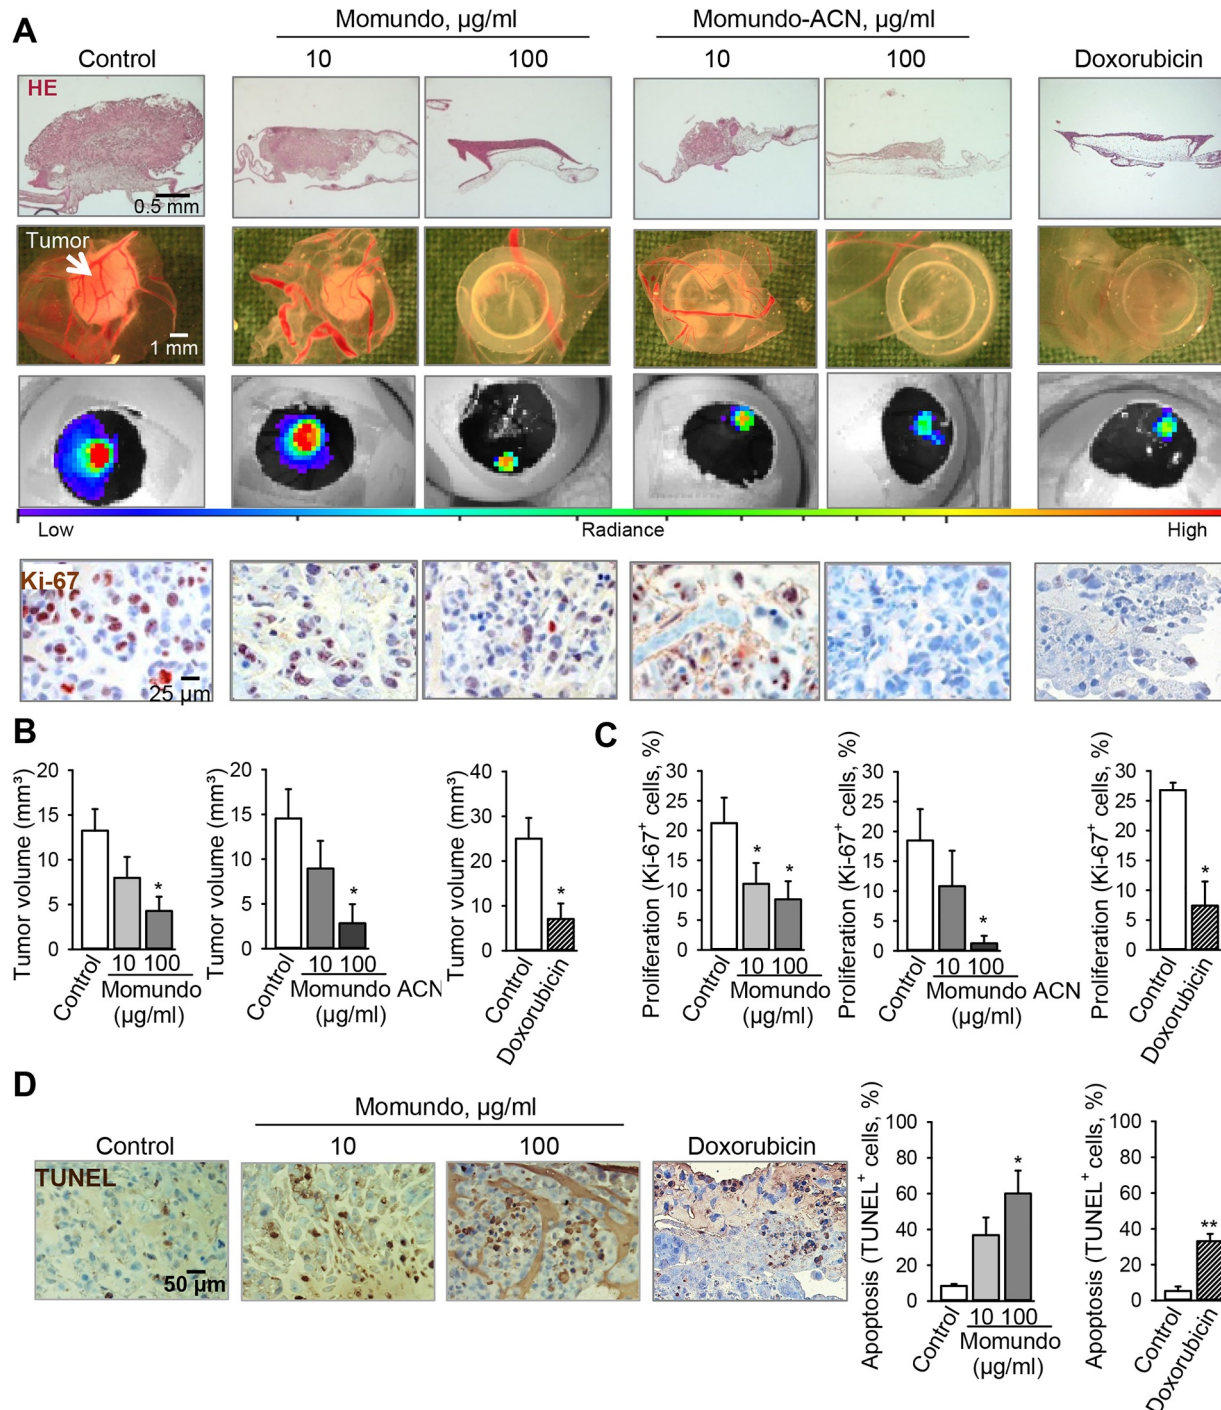 A
Momundo, µg/ml
Momundo-ACN, µg/ml
Control
10
100
10
100
Doxorubicin
HE
0.5 mm
Tumor
1 mm
Low
Radiance
High
Ki-67
25 µm
B
Tumor volume (mm³)
20
15
10
5
0
Control
10 100
Momundo
(µg/ml)
Tumor volume (mm³)
20
15
10
5
0
*
Control
10 100
Momundo ACN
(µg/ml)
*
Tumor volume (mm³)
40
30
20
10
0
*
Control
Doxorubicin
C
Proliferation (Ki-67+ cells, %)
30
25
20
15
10
5
0
*
*
Control
10 100
Momundo
(µg/ml)
Proliferation (Ki-67+ cells, %)
30
25
20
15
10
5
0
*
Control
10 100
Momundo ACN
(µg/ml)
Proliferation (Ki-67+ cells, %)
30
25
20
15
10
5
0
*
Control
Doxorubicin
D
Momundo, µg/ml
Control
10
100
Doxorubicin
TUNEL
50 µm
Apoptosis (TUNEL+ cells, %)
100
80
60
40
20
0
*
Control
10 100
Momundo
(µg/ml)
Apoptosis (TUNEL+ cells, %)
100
80
60
40
20
0
**
Control
Doxorubicin